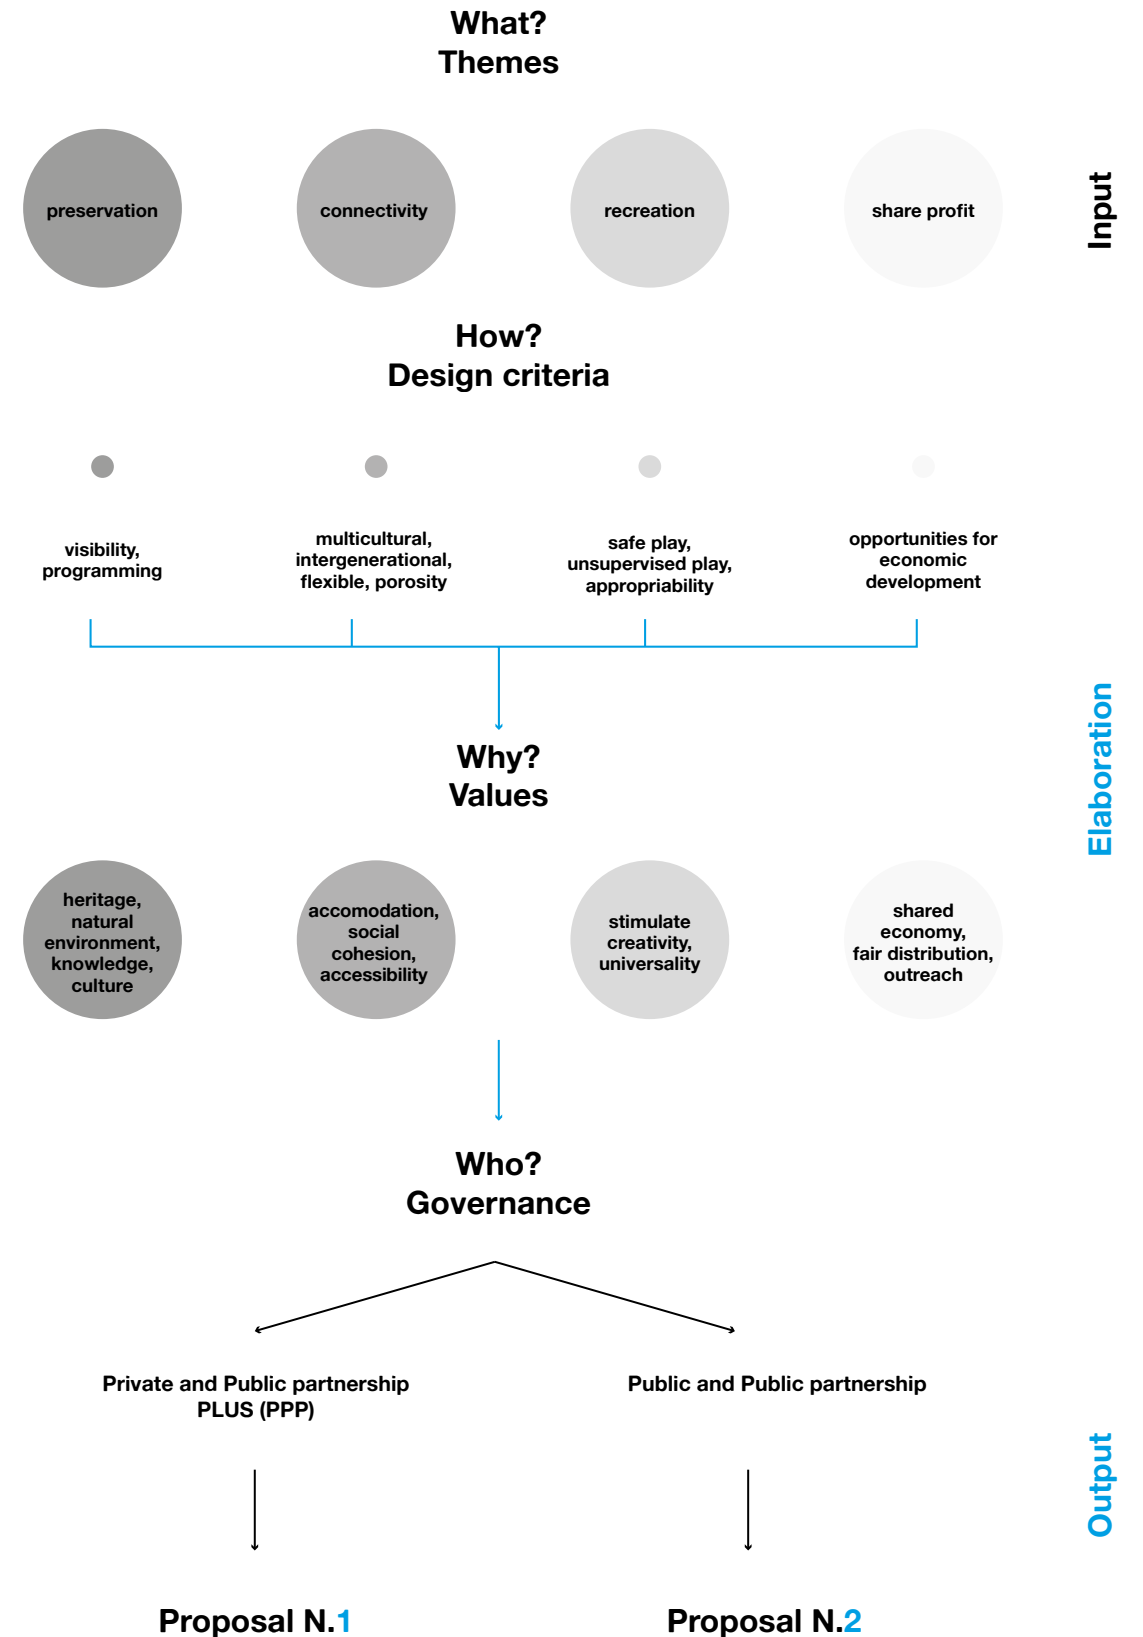 What?
Themes
preservation
connectivity
recreation
share profit
Input
How?
Design criteria
visibility,
programming
multicultural,
intergenerational,
flexible, porosity
safe play,
unsupervised play,
appropriability
opportunities for
economic
development
Elaboration
Why?
Values
heritage,
natural
environment,
knowledge,
culture
accomodation,
social
cohesion,
accessibility
stimulate
creativity,
universality
shared
economy,
fair distribution,
outreach
Who?
Governance
Private and Public partnership
PLUS (PPP)
Public and Public partnership
Output
Proposal N.1
Proposal N.2